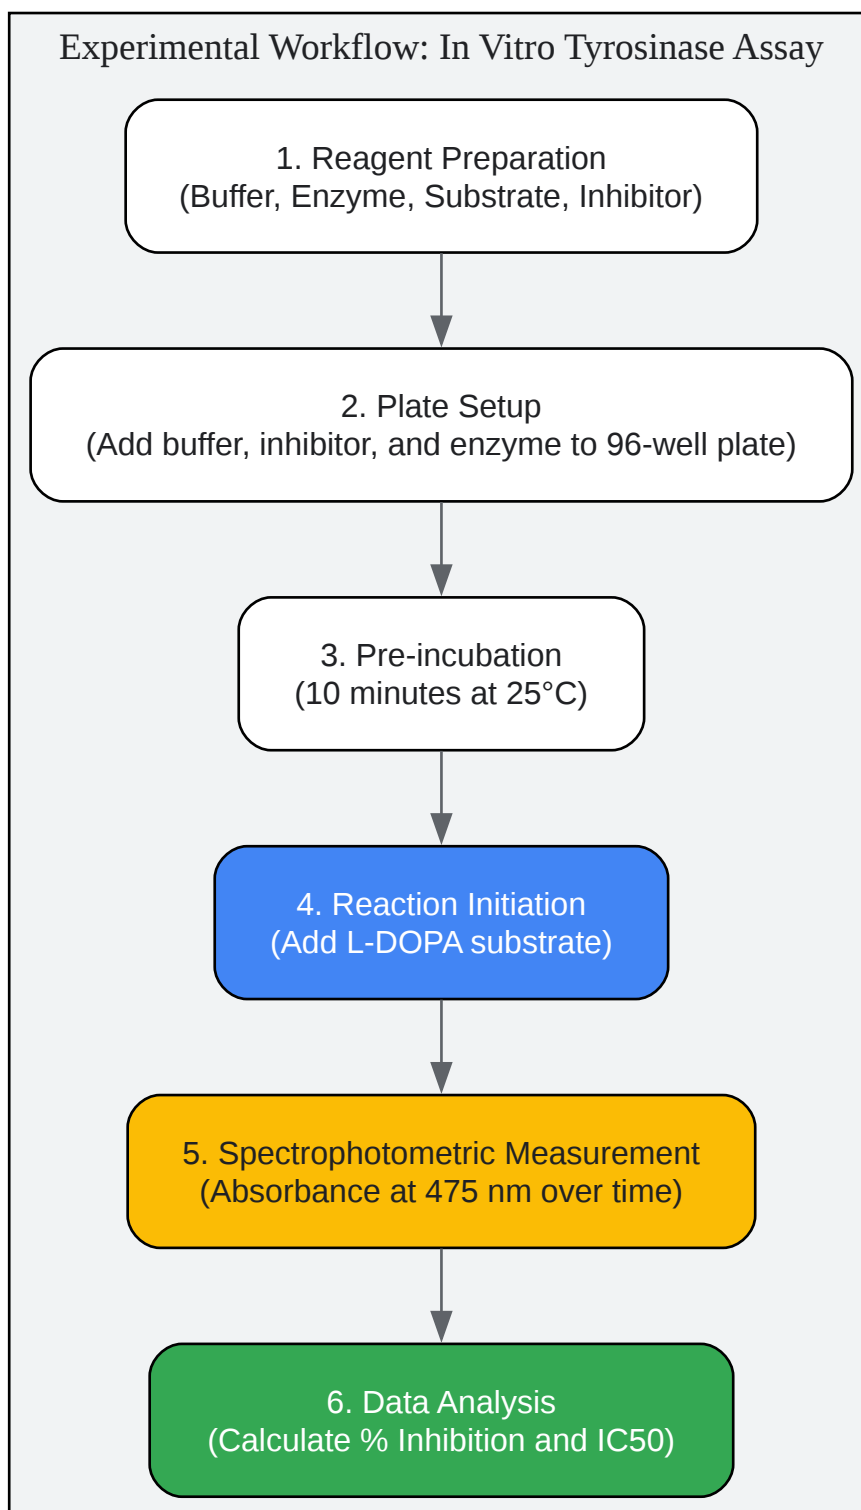 Experimental Workflow: In Vitro Tyrosinase Assay
1. Reagent Preparation
(Buffer, Enzyme, Substrate, Inhibitor)
2. Plate Setup
(Add buffer, inhibitor, and enzyme to 96-well plate)
3. Pre-incubation
(10 minutes at 25°C)
4. Reaction Initiation
(Add L-DOPA substrate)
5. Spectrophotometric Measurement
(Absorbance at 475 nm over time)
6. Data Analysis
(Calculate % Inhibition and IC50)